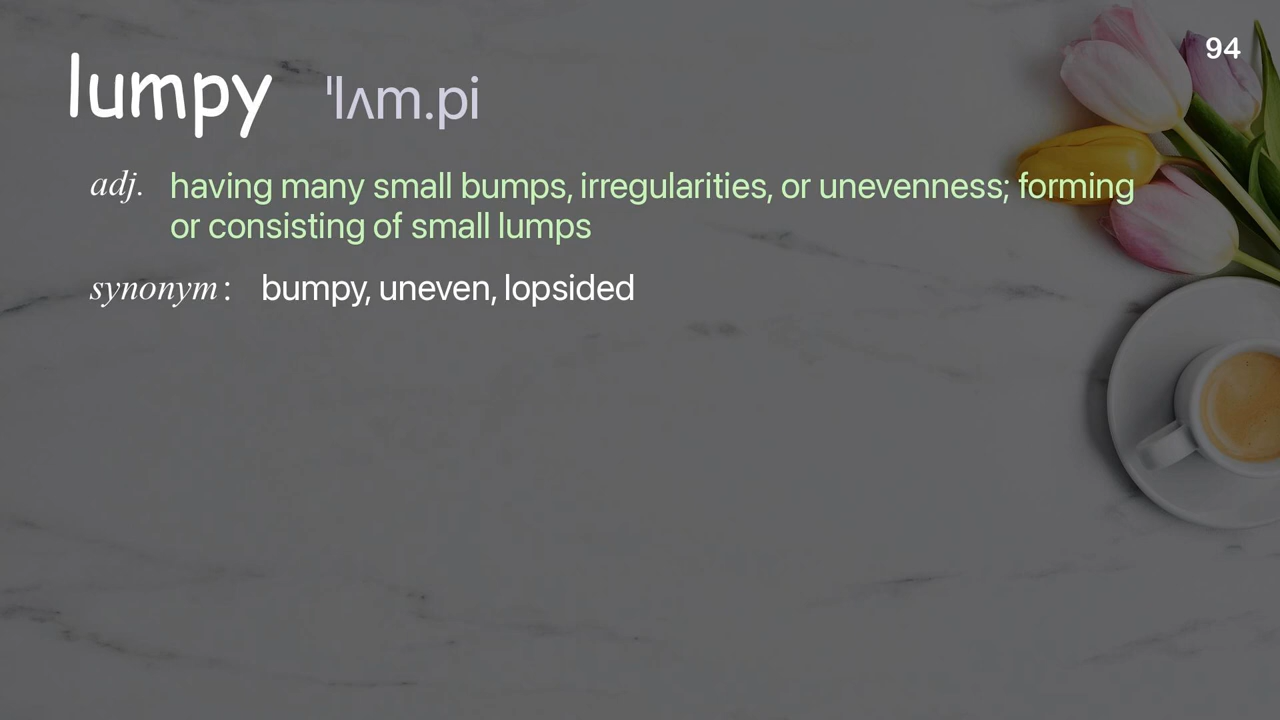 94
lumpy ˈlʌm.pi
adj. having many small bumps, irregularities, or unevenness; forming
or consisting of small lumps
synonym : bumpy, uneven, lopsided